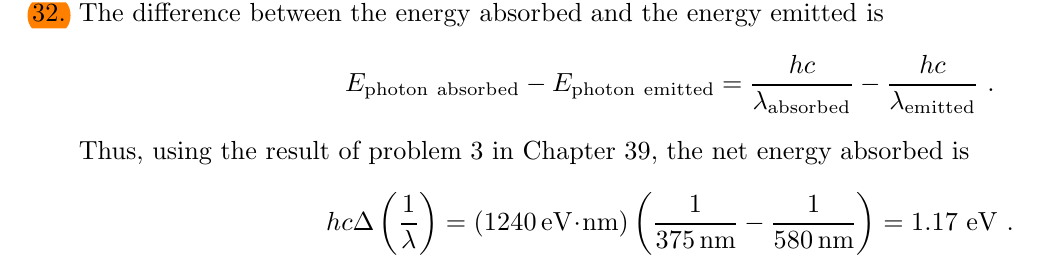 32. The difference between the energy absorbed and the energy emitted is
E_photon absorbed − E_photon emitted = hc/λ_absorbed − hc/λ_emitted .
Thus, using the result of problem 3 in Chapter 39, the net energy absorbed is
hcΔ(1/λ) = (1240 eV·nm)(1/375 nm − 1/580 nm) = 1.17 eV .